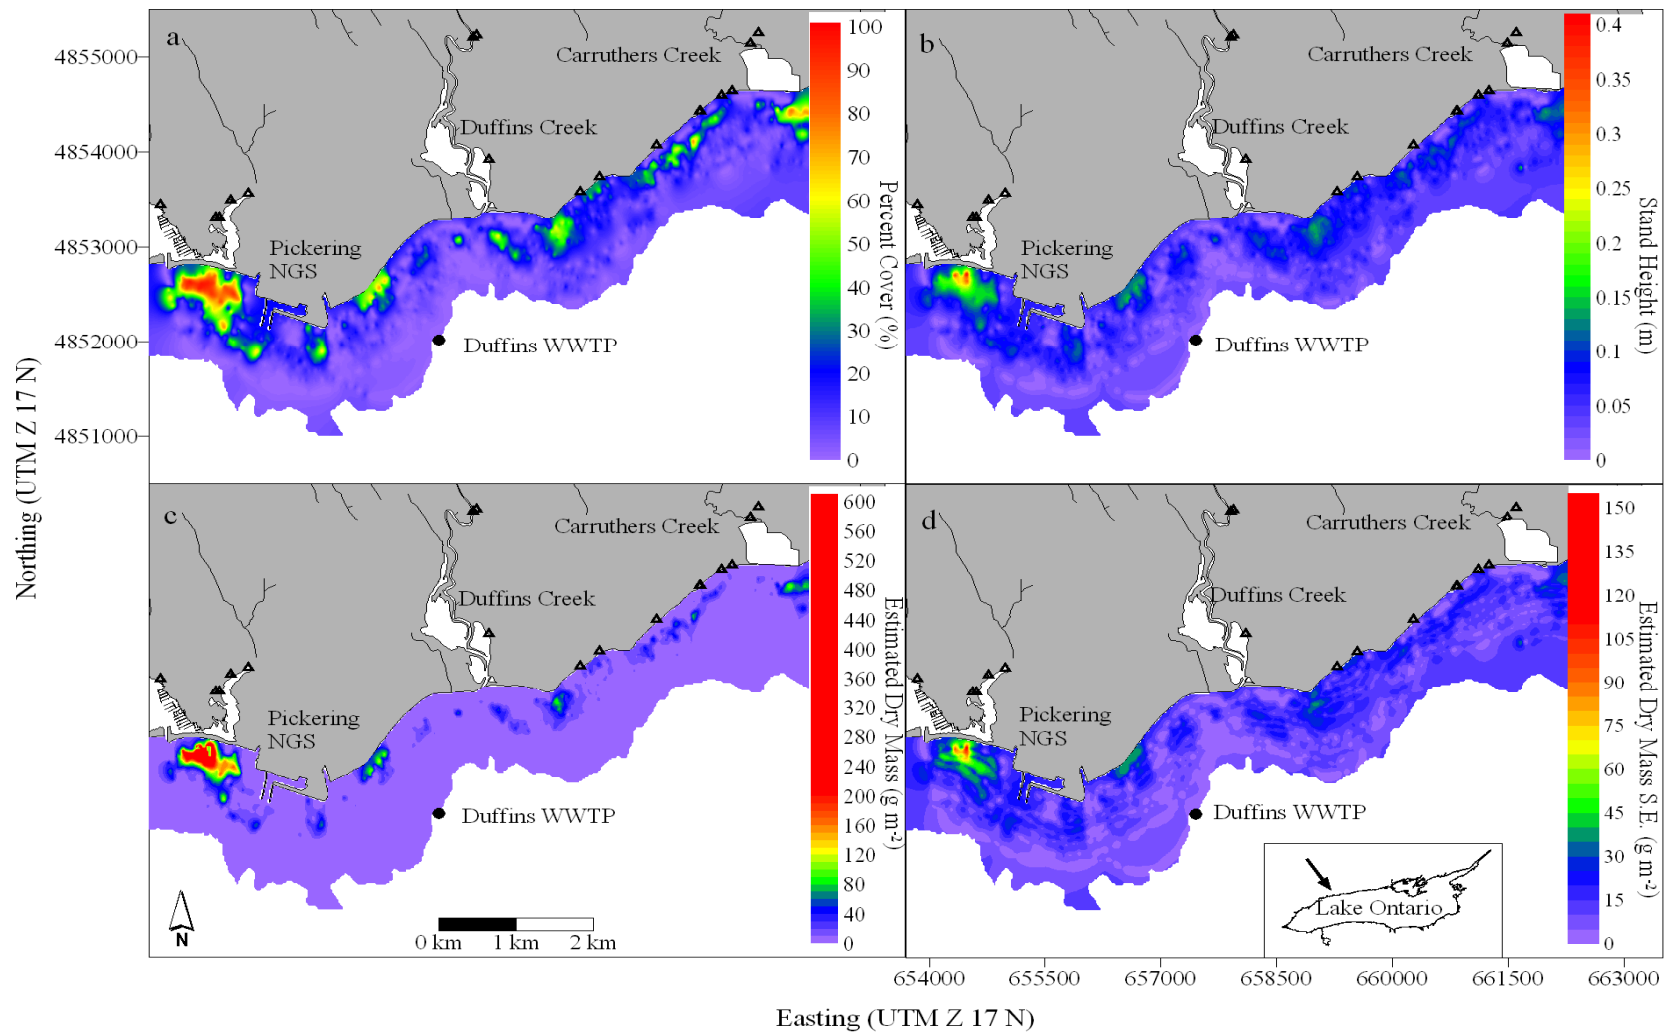 Northing (UTM Z 17 N)
4855000
4854000
4853000
4852000
4851000
a
Carruthers Creek
Duffins Creek
Pickering
NGS
Duffins WWTP
100
90
80
70
60
50
40
30
20
10
0
Percent Cover (%)
b
Carruthers Creek
Duffins Creek
Pickering
NGS
Duffins WWTP
0.4
0.35
0.3
0.25
0.2
0.15
0.1
0.05
0
Stand Height (m)
c
Carruthers Creek
Duffins Creek
Pickering
NGS
Duffins WWTP
N
0 km 1 km 2 km
600
560
520
480
440
400
360
320
280
240
200
160
120
80
40
0
Estimated Dry Mass (g m-2)
d
Carruthers Creek
Duffins Creek
Pickering
NGS
Duffins WWTP
Lake Ontario
150
135
120
105
90
75
60
45
30
15
0
Estimated Dry Mass S.E. (g m-2)
654000 655500 657000 658500 660000 661500 663000
Easting (UTM Z 17 N)